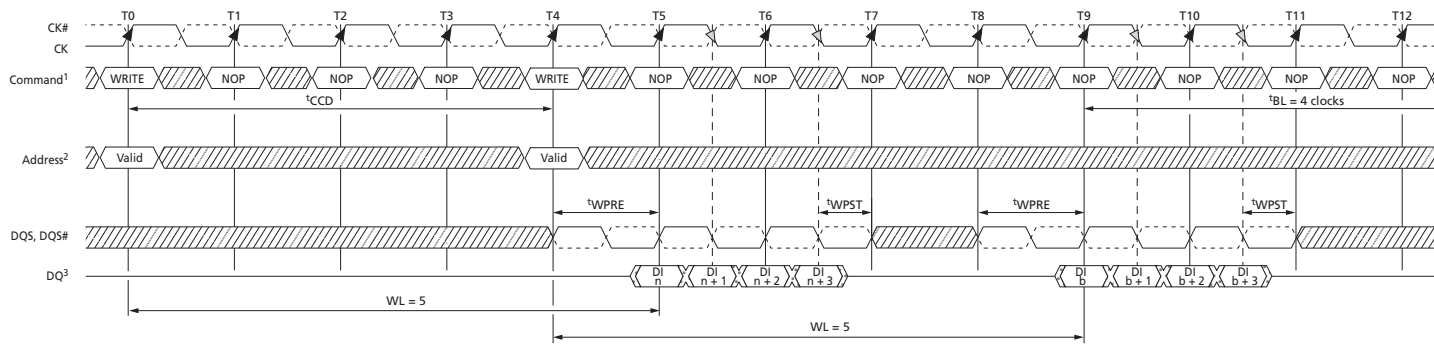 T0 T1 T2 T3 T4 T5 T6 T7 T8 T9 T10 T11 T12
CK#
CK
Command1 WRITE NOP NOP NOP WRITE NOP NOP NOP NOP NOP NOP NOP NOP
tCCD tBL = 4 clocks
Address2 Valid Valid
tWPRE tWPST tWPRE tWPST
DQS, DQS#
DQ3 DI n DI n + 1 DI n + 2 DI n + 3 DI b DI b + 1 DI b + 2 DI b + 3
WL = 5
WL = 5